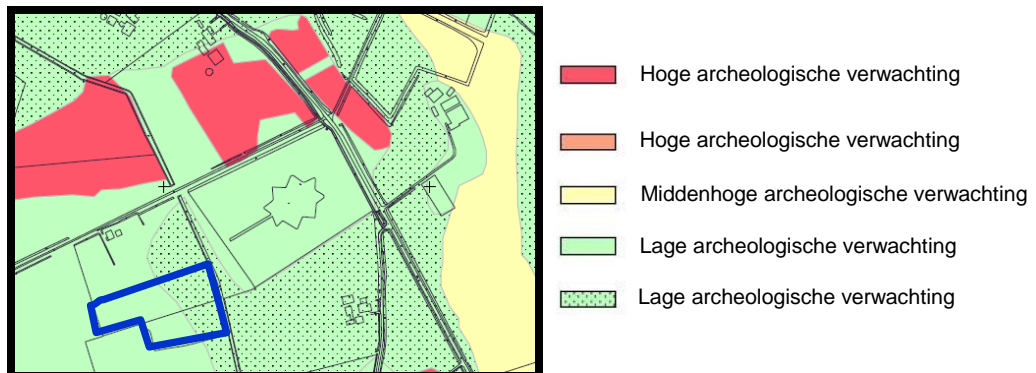 Hoge archeologische verwachting
Hoge archeologische verwachting
Middenhoge archeologische verwachting
Lage archeologische verwachting
Lage archeologische verwachting